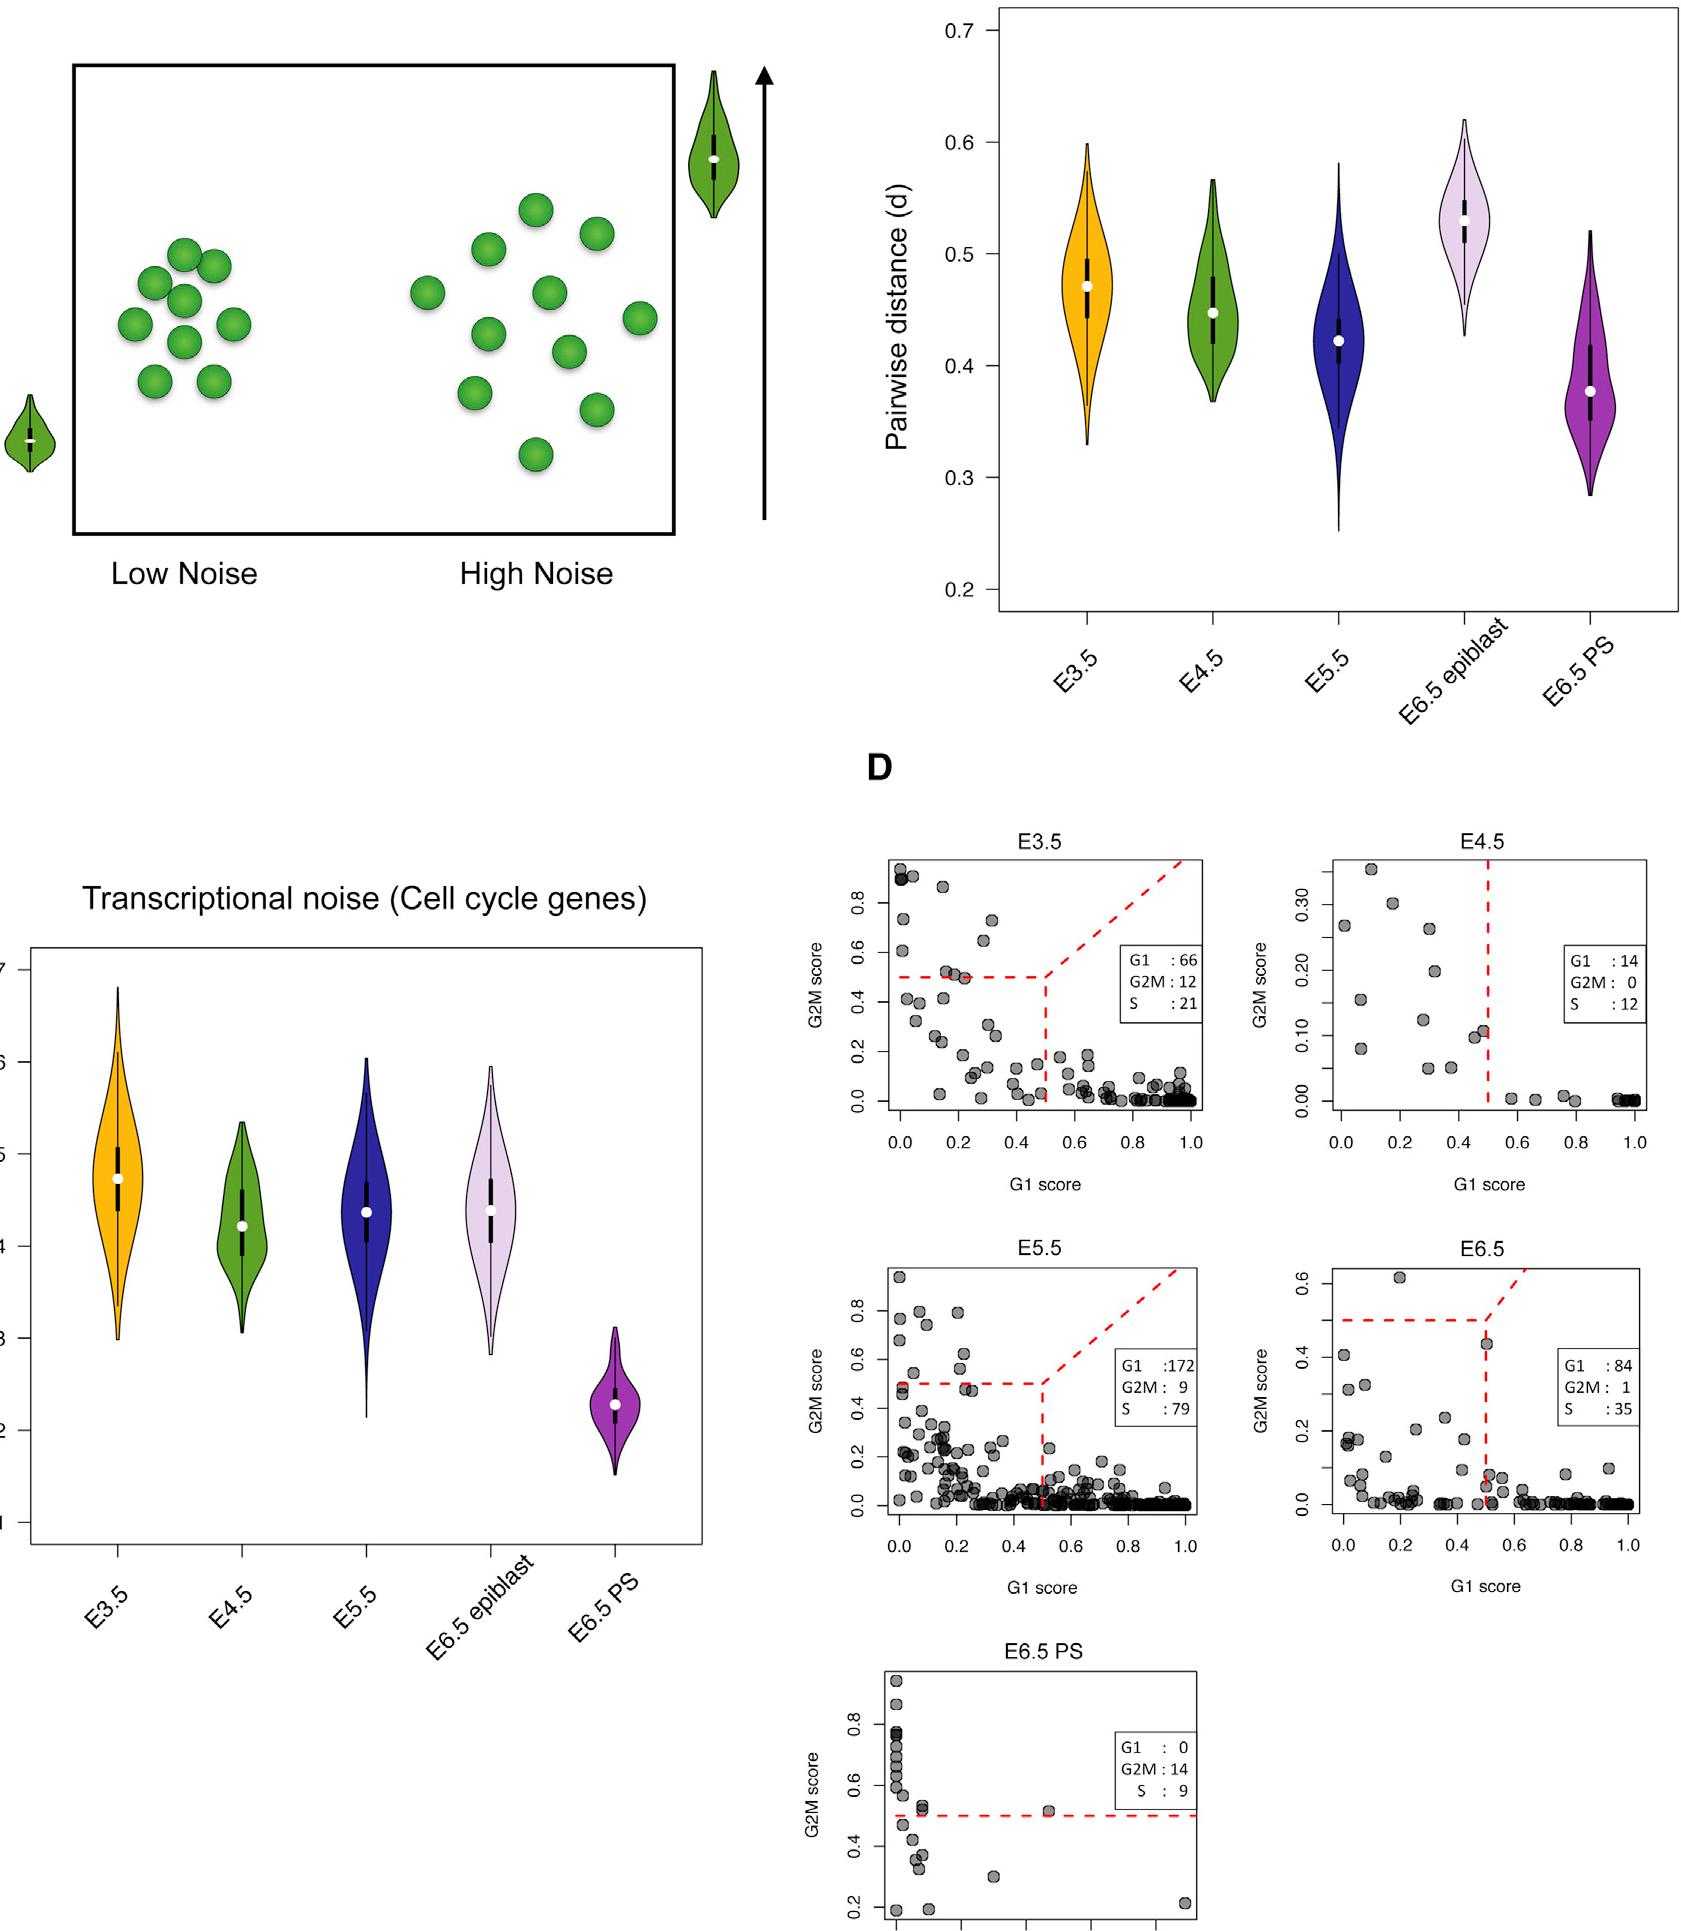 Low Noise
High Noise
0.7
0.6
0.5
0.4
0.3
0.2
Pairwise distance (d)
E3.5
E4.5
E5.5
E6.5 epiblast
E6.5 PS
Transcriptional noise (Cell cycle genes)
6
5
4
3
2
E3.5
E4.5
E5.5
E6.5 epiblast
E6.5 PS
D
E3.5
G2M score
0.8
0.6
0.4
0.2
0.0
G1 : 66
G2M : 12
S : 21
0.0 0.2 0.4 0.6 0.8 1.0
G1 score
E4.5
G2M score
0.30
0.20
0.10
0.00
G1 : 14
G2M : 0
S : 12
0.0 0.2 0.4 0.6 0.8 1.0
G1 score
E5.5
G2M score
0.8
0.6
0.4
0.2
0.0
G1 :172
G2M : 9
S : 79
0.0 0.2 0.4 0.6 0.8 1.0
G1 score
E6.5
G2M score
0.6
0.4
0.2
0.0
G1 : 84
G2M : 1
S : 35
0.0 0.2 0.4 0.6 0.8 1.0
G1 score
E6.5 PS
G2M score
0.8
0.6
0.4
0.2
G1 : 0
G2M : 14
S : 9